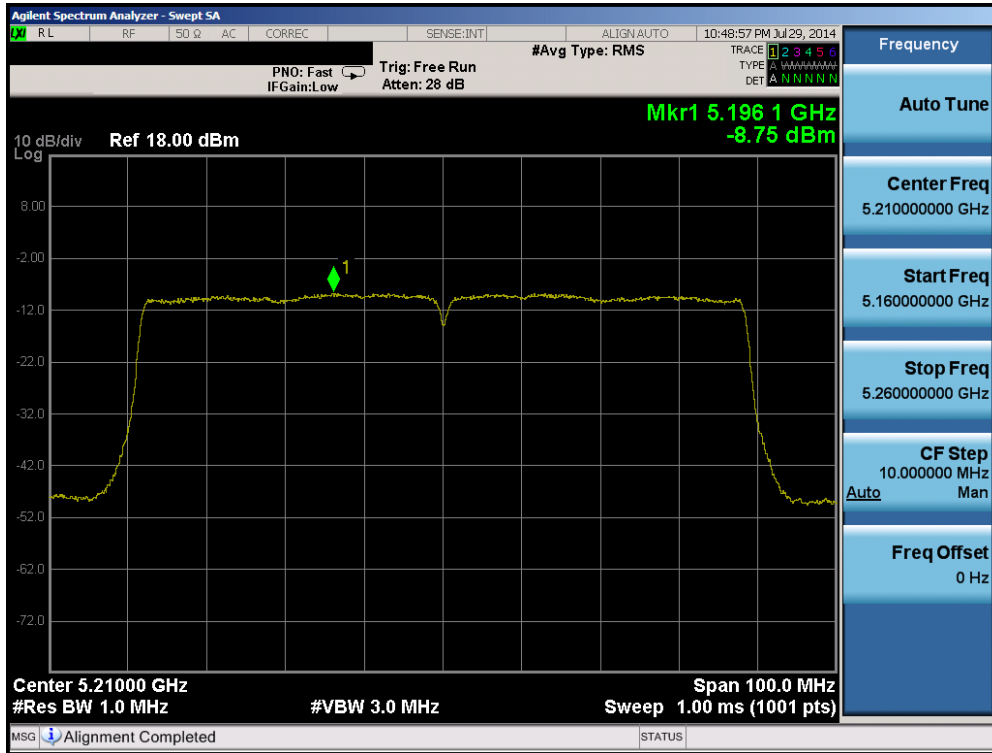 Agilent Spectrum Analyzer - Swept SA
LXI RL RF 50 Ω AC CORREC SENSE:INT ALIGN AUTO 10:48:57 PM Jul 29, 2014
#Avg Type: RMS
TRACE 1 2 3 4 5 6
PNO: Fast Trig: Free Run
TYPE A WWWWW
IFGain:Low Atten: 28 dB
DET A N N N N N
Mkr1 5.196 1 GHz
-8.75 dBm
10 dB/div Ref 18.00 dBm
Log
8.00
-2.00
1
-12.0
-22.0
-32.0
-42.0
-52.0
-62.0
-72.0
Center 5.21000 GHz Span 100.0 MHz
#Res BW 1.0 MHz #VBW 3.0 MHz Sweep 1.00 ms (1001 pts)
MSG Alignment Completed STATUS
Frequency
Auto Tune
Center Freq
5.210000000 GHz
Start Freq
5.160000000 GHz
Stop Freq
5.260000000 GHz
CF Step
10.000000 MHz
Auto Man
Freq Offset
0 Hz